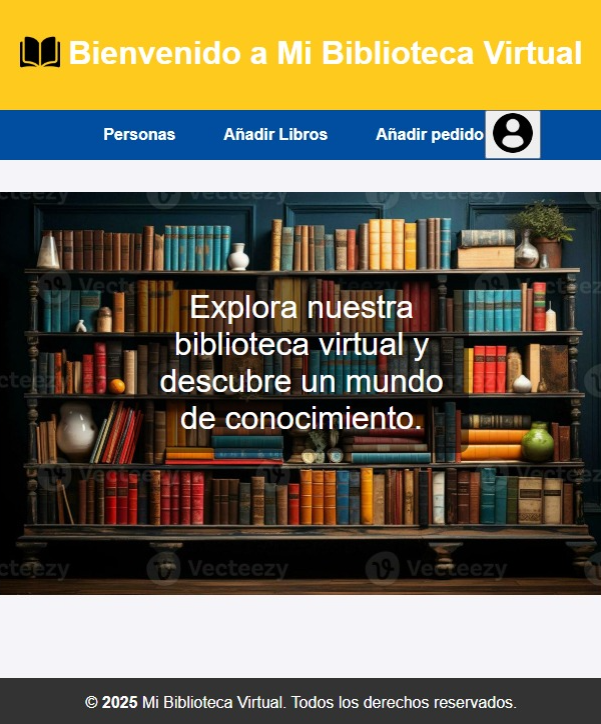 Bienvenido a Mi Biblioteca Virtual
Personas Añadir Libros Añadir pedido
Explora nuestra
biblioteca virtual y
descubre un mundo
de conocimiento.
Vecteezy Vecteezy
© 2025 Mi Biblioteca Virtual. Todos los derechos reservados.